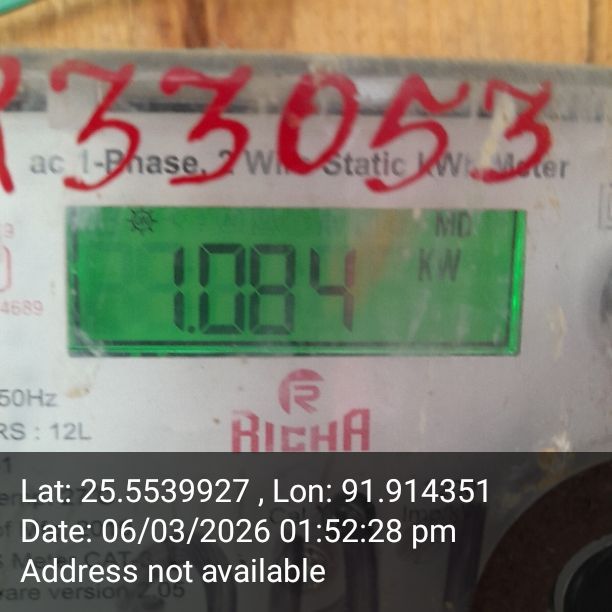 33053
ac 1-Phase, 2 Wire Static kWh Meter
MD
1.084 KW
4689
50Hz
RS : 12L
RICHA
Lat: 25.5539927 , Lon: 91.914351
Date: 06/03/2026 01:52:28 pm
Address not available